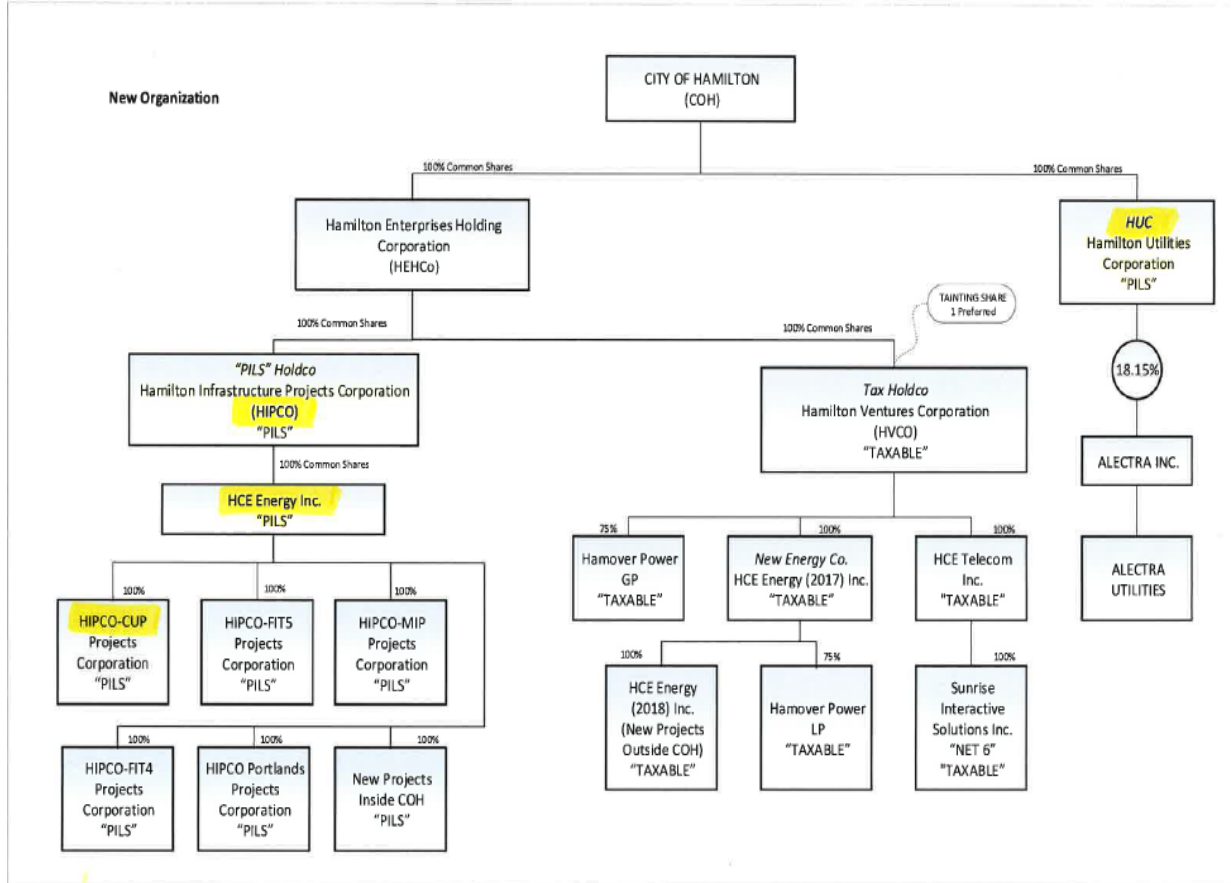 New Organization
CITY OF HAMILTON
(COH)
100% Common Shares
100% Common Shares
Hamilton Enterprises Holding
Corporation
(HEHCo)
HUC
Hamilton Utilities
Corporation
"PILS"
TAINTING SHARE
1 Preferred
100% Common Shares
100% Common Shares
"PILS" Holdco
Hamilton Infrastructure Projects Corporation
(HIPCO)
"PILS"
Tax Holdco
Hamilton Ventures Corporation
(HVCO)
"TAXABLE"
18.15%
ALECTRA INC.
100% Common Shares
HCE Energy Inc.
"PILS"
75%
Hamover Power
GP
"TAXABLE"
100%
New Energy Co.
HCE Energy (2017) Inc.
"TAXABLE"
100%
HCE Telecom
Inc.
"TAXABLE"
ALECTRA
UTILITIES
100%
HIPCO-CUP
Projects
Corporation
"PILS"
100%
HIPCO-FIT5
Projects
Corporation
"PILS"
100%
HIPCO-MIP
Projects
Corporation
"PILS"
100%
HCE Energy
(2018) Inc.
(New Projects
Outside COH)
"TAXABLE"
75%
Hamover Power
LP
"TAXABLE"
100%
Sunrise
Interactive
Solutions Inc.
"NET 6"
"TAXABLE"
100%
HIPCO-FIT4
Projects
Corporation
"PILS"
100%
HIPCO Portlands
Projects
Corporation
"PILS"
100%
New Projects
Inside COH
"PILS"